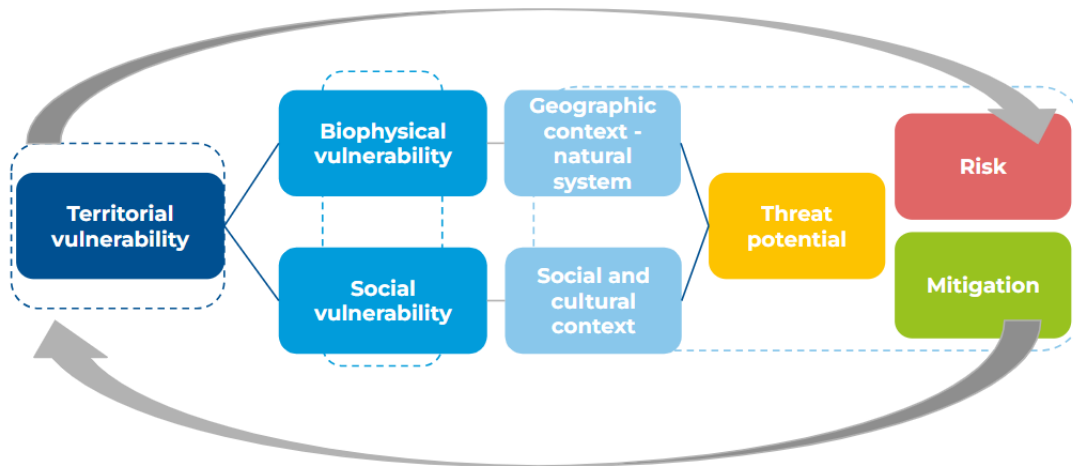 Territorial
vulnerability
Biophysical
vulnerability
Social
vulnerability
Geographic
context -
natural
system
Social and
cultural
context
Threat
potential
Risk
Mitigation